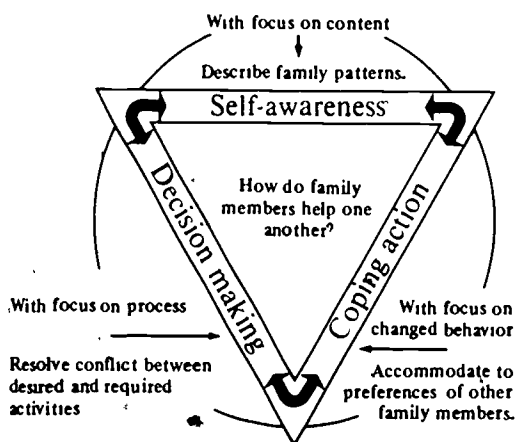 With focus on content
Describe family patterns.
Self-awareness
Decision making
Coping action
How do family
members help one
another?
With focus on process
Resolve conflict between
desired and required
activities
With focus on
changed behavior
Accommodate to
preferences of other
family members.